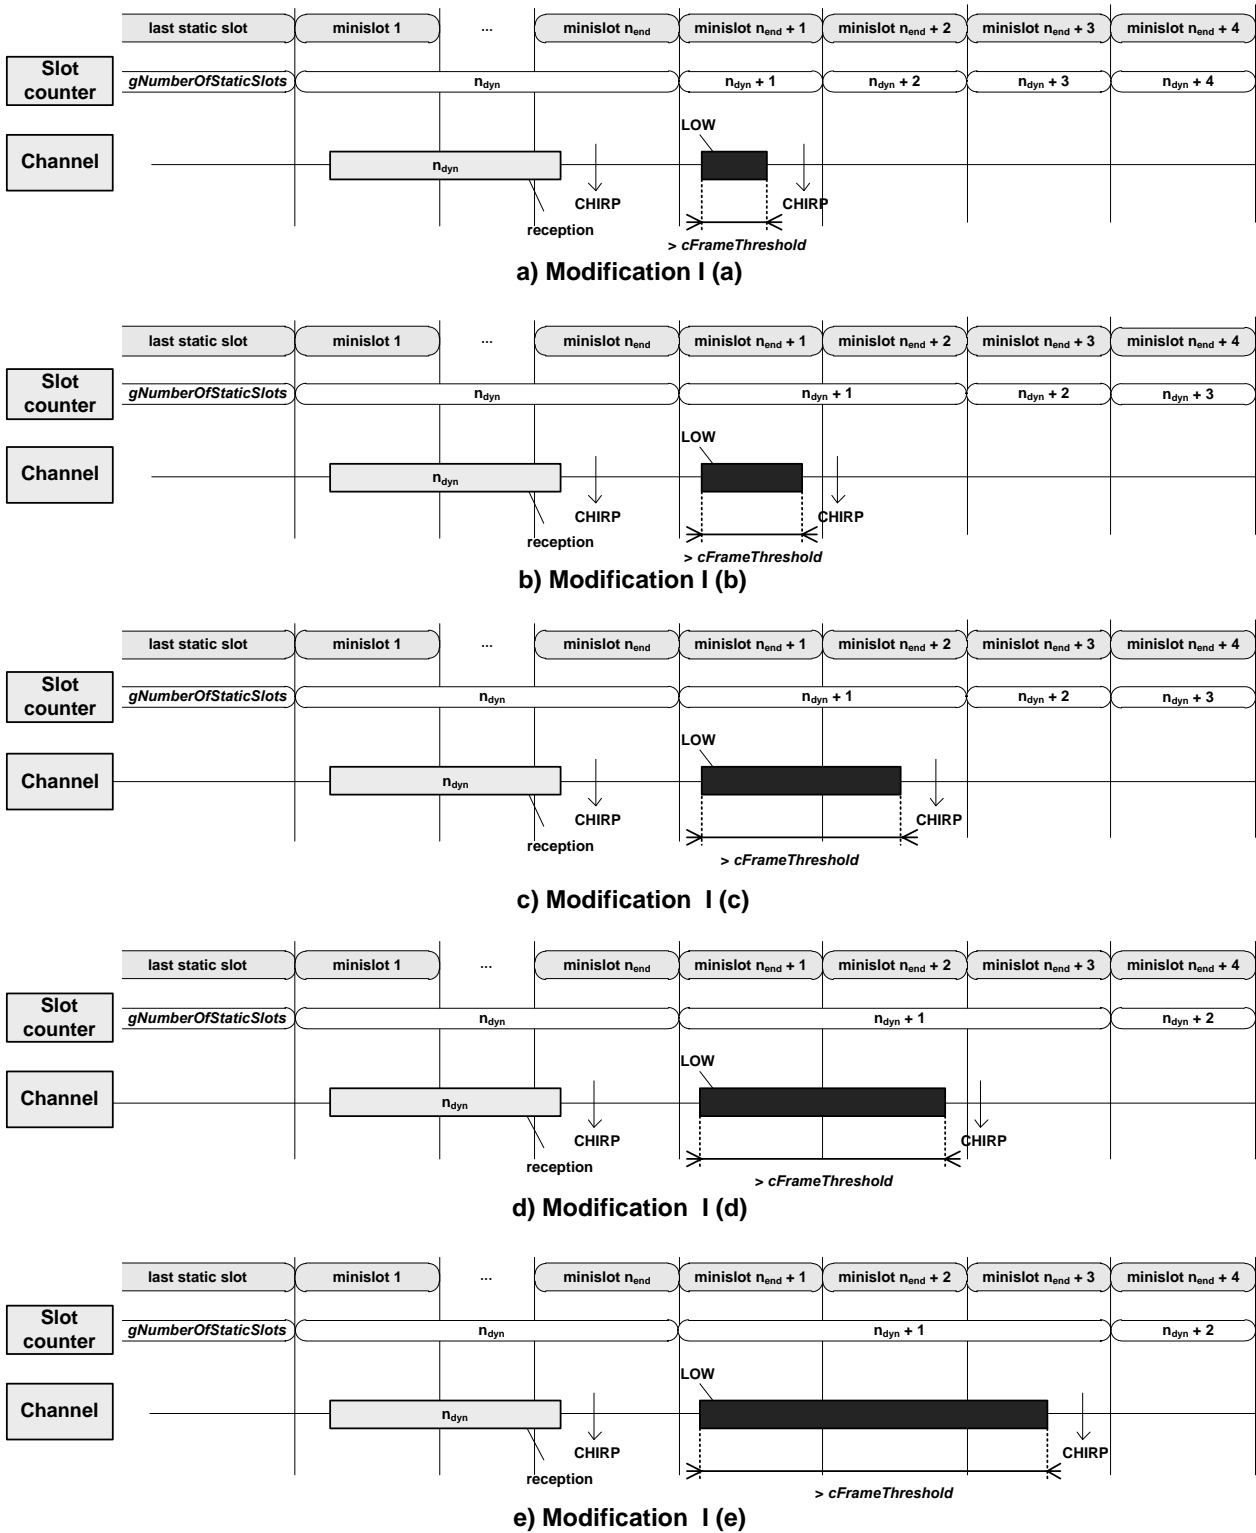 last static slot minislot 1 ... minislot nend minislot nend + 1 minislot nend + 2 minislot nend + 3 minislot nend + 4
Slot
counter
gNumberOfStaticSlots ndyn ndyn + 1 ndyn + 2 ndyn + 3 ndyn + 4
LOW
Channel
ndyn
CHIRP CHIRP
reception
> cFrameThreshold
a) Modification I (a)
last static slot minislot 1 ... minislot nend minislot nend + 1 minislot nend + 2 minislot nend + 3 minislot nend + 4
Slot
counter
gNumberOfStaticSlots ndyn ndyn + 1 ndyn + 2 ndyn + 3
LOW
Channel
ndyn
CHIRP CHIRP
reception
> cFrameThreshold
b) Modification I (b)
last static slot minislot 1 ... minislot nend minislot nend + 1 minislot nend + 2 minislot nend + 3 minislot nend + 4
Slot
counter
gNumberOfStaticSlots ndyn ndyn + 1 ndyn + 2 ndyn + 3
LOW
Channel
ndyn
CHIRP CHIRP
reception
> cFrameThreshold
c) Modification I (c)
last static slot minislot 1 ... minislot nend minislot nend + 1 minislot nend + 2 minislot nend + 3 minislot nend + 4
Slot
counter
gNumberOfStaticSlots ndyn ndyn + 1 ndyn + 2
LOW
Channel
ndyn
CHIRP CHIRP
reception
> cFrameThreshold
d) Modification I (d)
last static slot minislot 1 ... minislot nend minislot nend + 1 minislot nend + 2 minislot nend + 3 minislot nend + 4
Slot
counter
gNumberOfStaticSlots ndyn ndyn + 1 ndyn + 2
LOW
Channel
ndyn
CHIRP CHIRP
reception
> cFrameThreshold
e) Modification I (e)